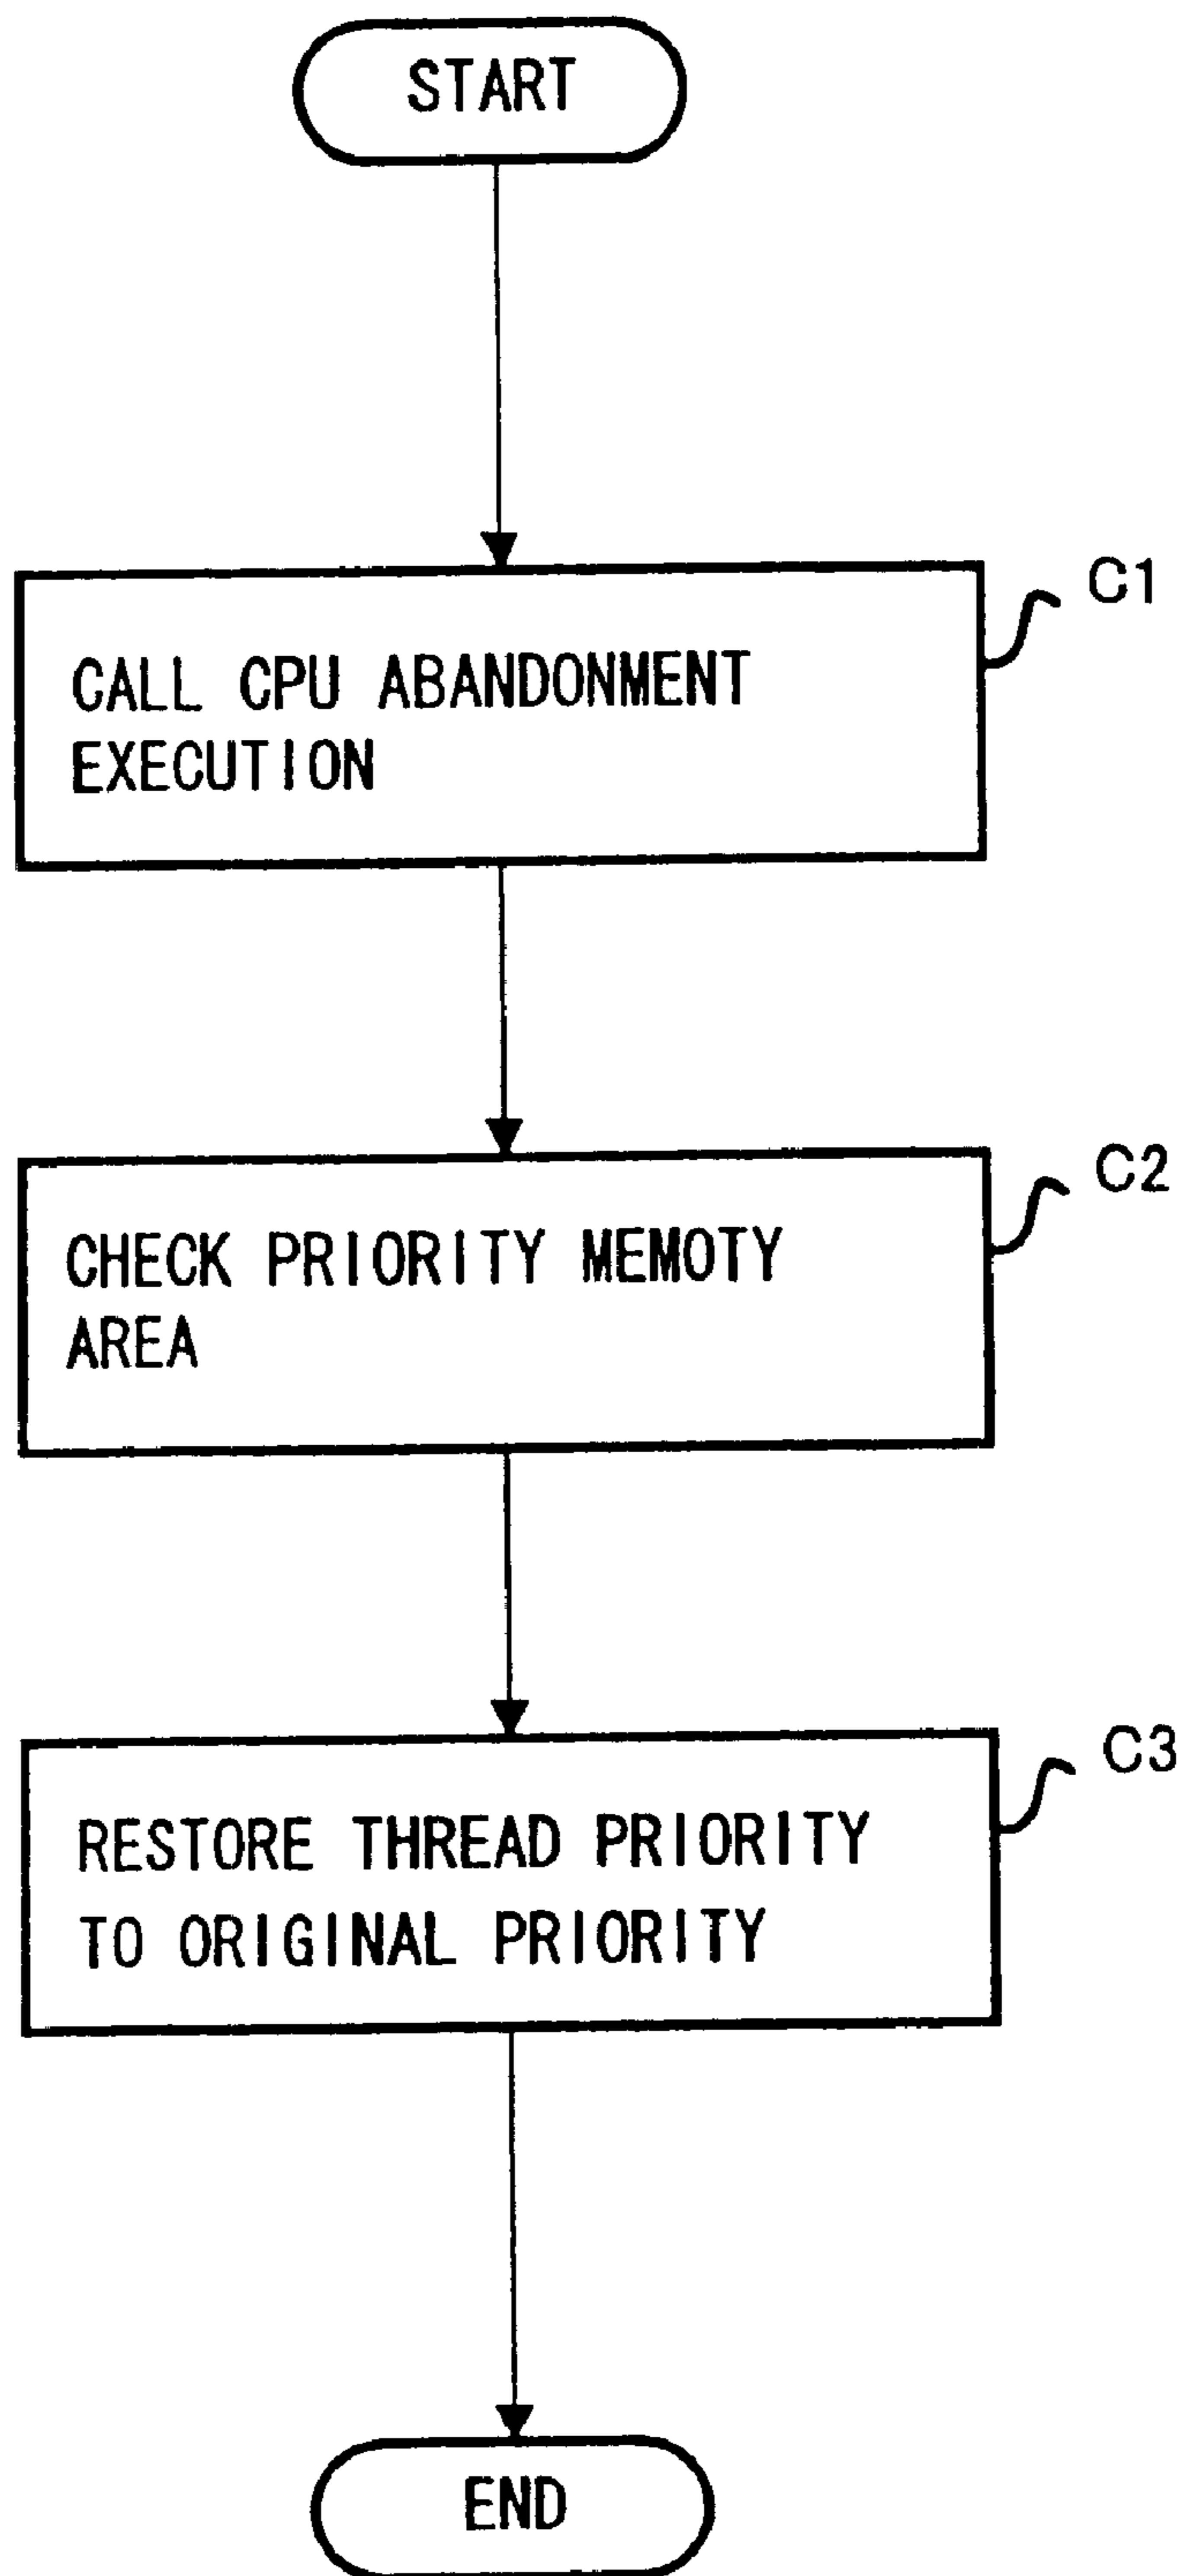 START
C1
CALL CPU ABANDONMENT
EXECUTION
C2
CHECK PRIORITY MEMOTY
AREA
C3
RESTORE THREAD PRIORITY
TO ORIGINAL PRIORITY
END